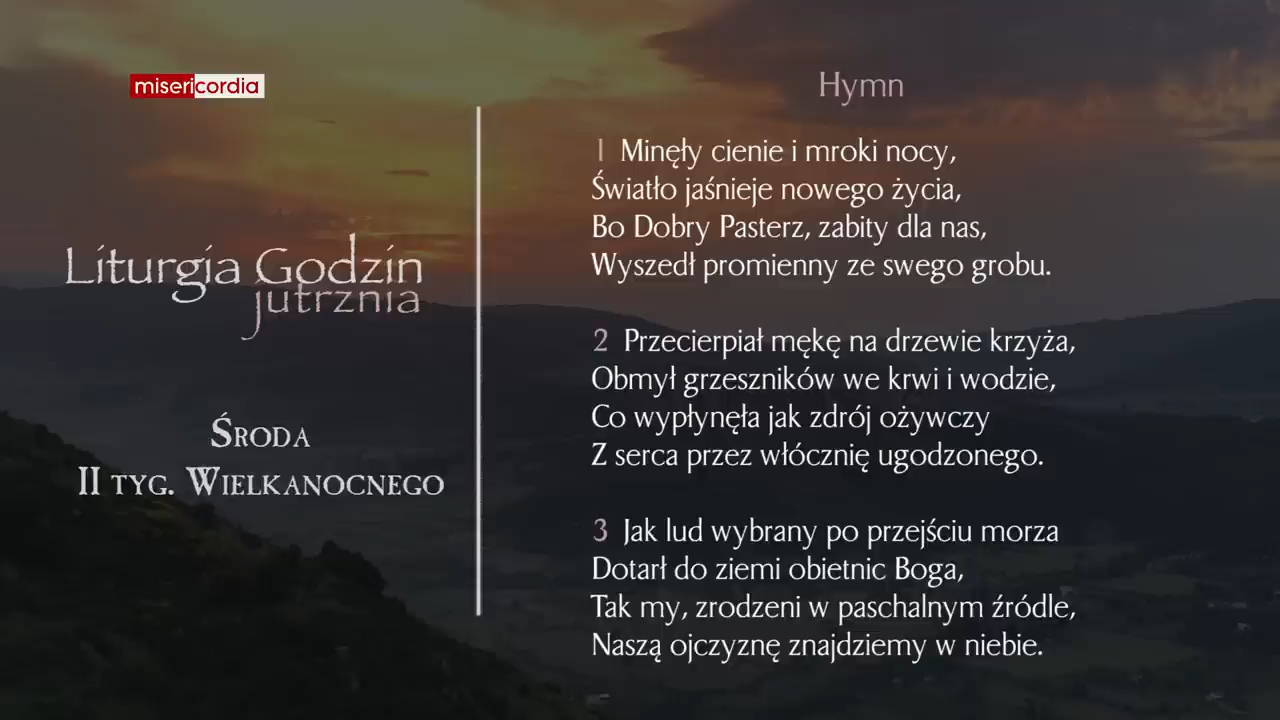 misericordia
Liturgia Godzin
jutrznia
Środa
II tyg. Wielkanocnego
Hymn
1 Minęły cienie i mroki nocy,
Światło jaśnieje nowego życia,
Bo Dobry Pasterz, zabity dla nas,
Wyszedł promienny ze swego grobu.
2 Przecierpiał mękę na drzewie krzyża,
Obmył grzeszników we krwi i wodzie,
Co wypłynęła jak zdrój ożywczy
Z serca przez włócznię ugodzonego.
3 Jak lud wybrany po przejściu morza
Dotarł do ziemi obietnic Boga,
Tak my, zrodzeni w paschalnym źródle,
Naszą ojczyznę znajdziemy w niebie.